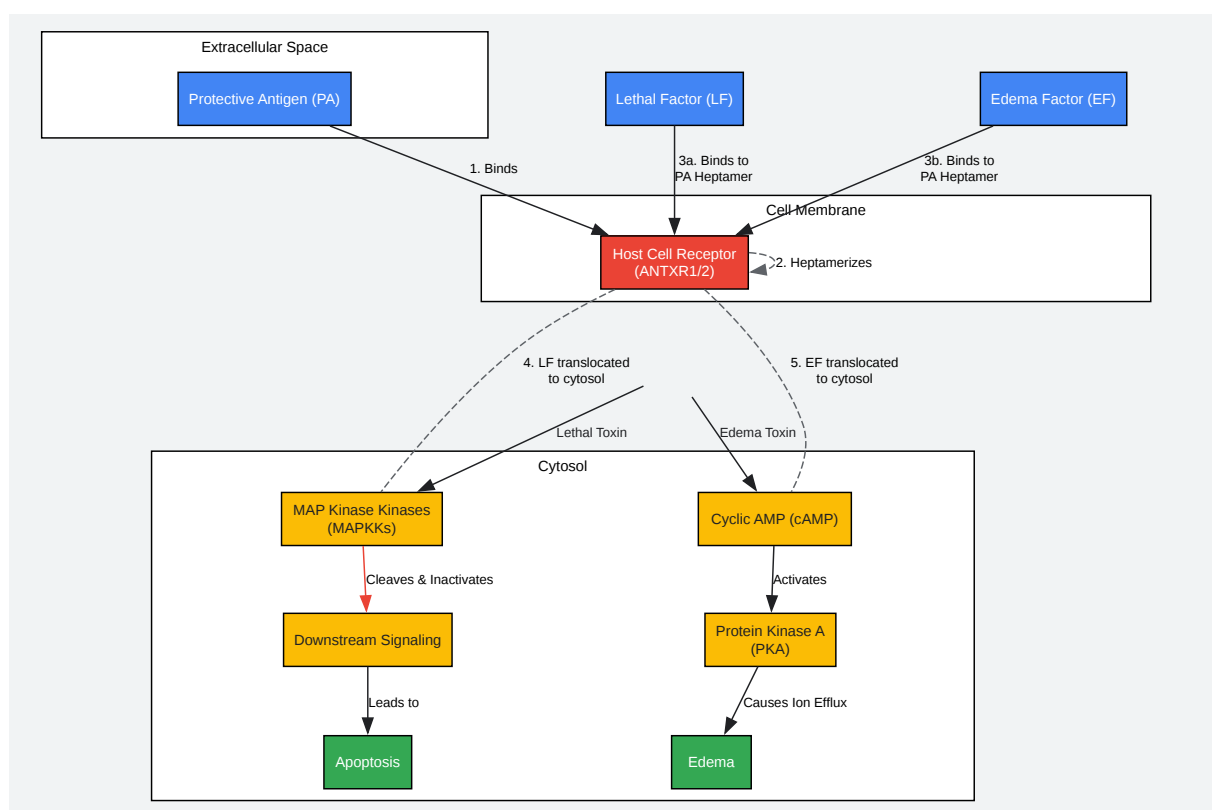 Extracellular Space
Protective Antigen (PA)
Lethal Factor (LF)
Edema Factor (EF)
1. Binds
3a. Binds to
PA Heptamer
3b. Binds to
PA Heptamer
Cell Membrane
Host Cell Receptor
(ANTXR1/2)
2. Heptamerizes
4. LF translocated
to cytosol
5. EF translocated
to cytosol
Lethal Toxin
Edema Toxin
Cytosol
MAP Kinase Kinases
(MAPKKs)
Cyclic AMP (cAMP)
Cleaves & Inactivates
Activates
Downstream Signaling
Protein Kinase A
(PKA)
Leads to
Causes Ion Efflux
Apoptosis
Edema